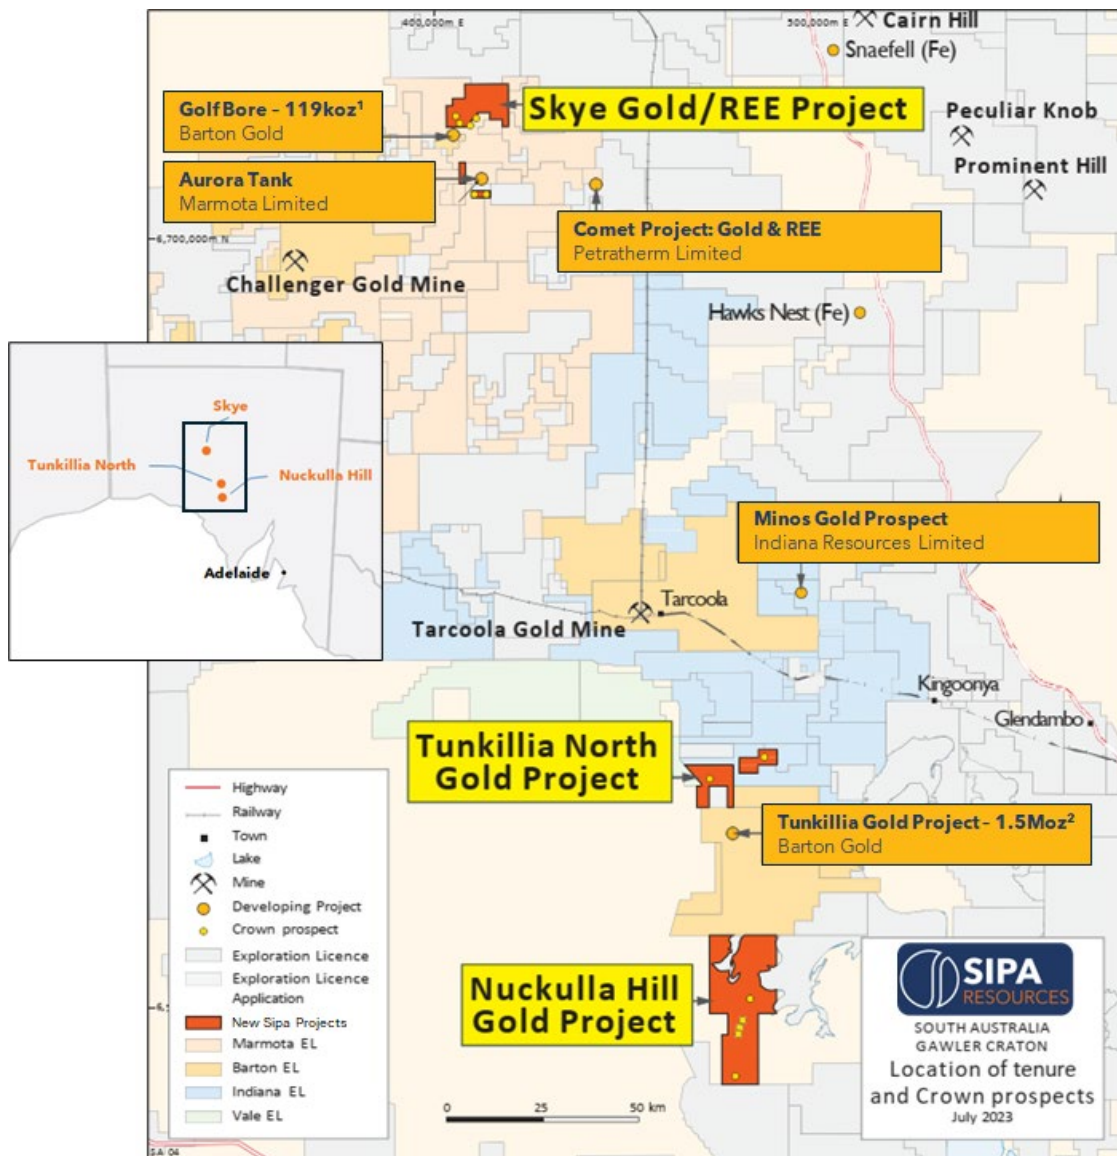 400,000m E
500,000m E
Cairn Hill
Snaefell (Fe)
GolfBore – 119koz¹
Barton Gold
Skye Gold/REE Project
Peculiar Knob
Prominent Hill
Aurora Tank
Marmota Limited
Comet Project: Gold & REE
Petratherm Limited
6,700,000m N
Challenger Gold Mine
Hawks Nest (Fe)
Skye
Tunkillia North
Nuckulla Hill
Adelaide
Minos Gold Prospect
Indiana Resources Limited
Tarcoola
Tarcoola Gold Mine
Kingoonya
Glendambo
Tunkillia North
Gold Project
Tunkillia Gold Project – 1.5Moz²
Barton Gold
Nuckulla Hill
Gold Project
Highway
Railway
Town
Lake
Mine
Developing Project
Crown prospect
Exploration Licence
Exploration Licence
Application
New Sipa Projects
Marmota EL
Barton EL
Indiana EL
Vale EL
0 25 50 km
SIPA
RESOURCES
SOUTH AUSTRALIA
GAWLER CRATON
Location of tenure
and Crown prospects
July 2023